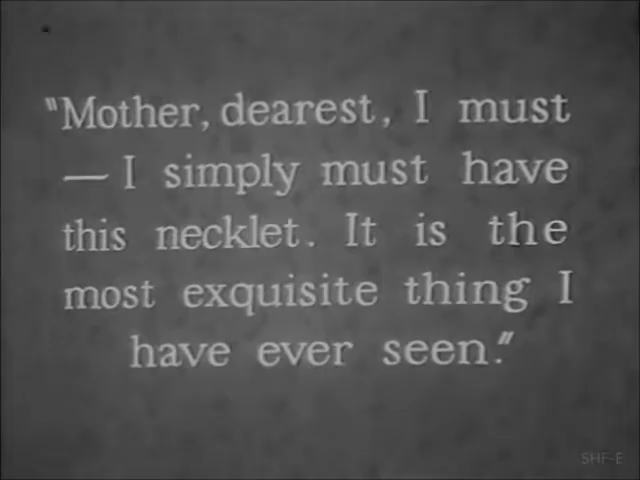 "Mother, dearest, I must
— I simply must have
this necklet. It is the
most exquisite thing I
have ever seen."
SHF-E